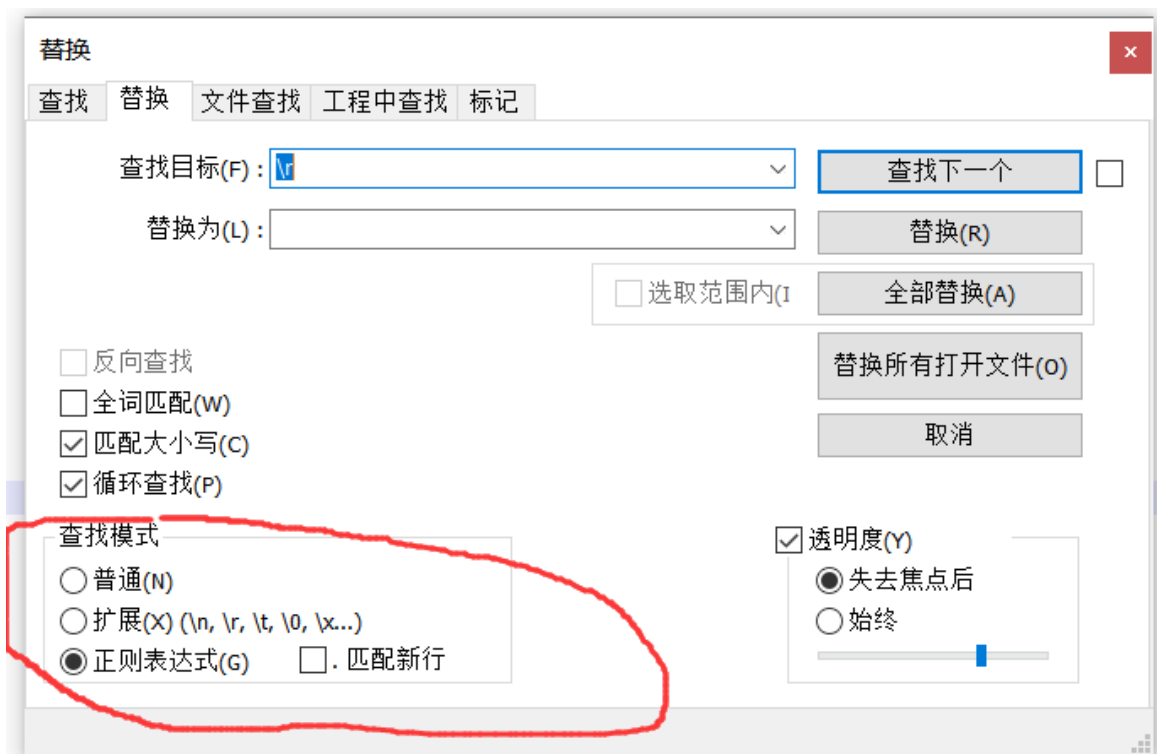 替换
查找 替换 文件查找 工程中查找 标记
查找目标(F) : \r 查找下一个
替换为(L) : 替换(R)
选取范围内(I 全部替换(A)
反向查找 替换所有打开文件(O)
全词匹配(W)
匹配大小写(C) 取消
循环查找(P)
查找模式 透明度(Y)
普通(N) 失去焦点后
扩展(X) (\n, \r, \t, \0, \x...) 始终
正则表达式(G) . 匹配新行